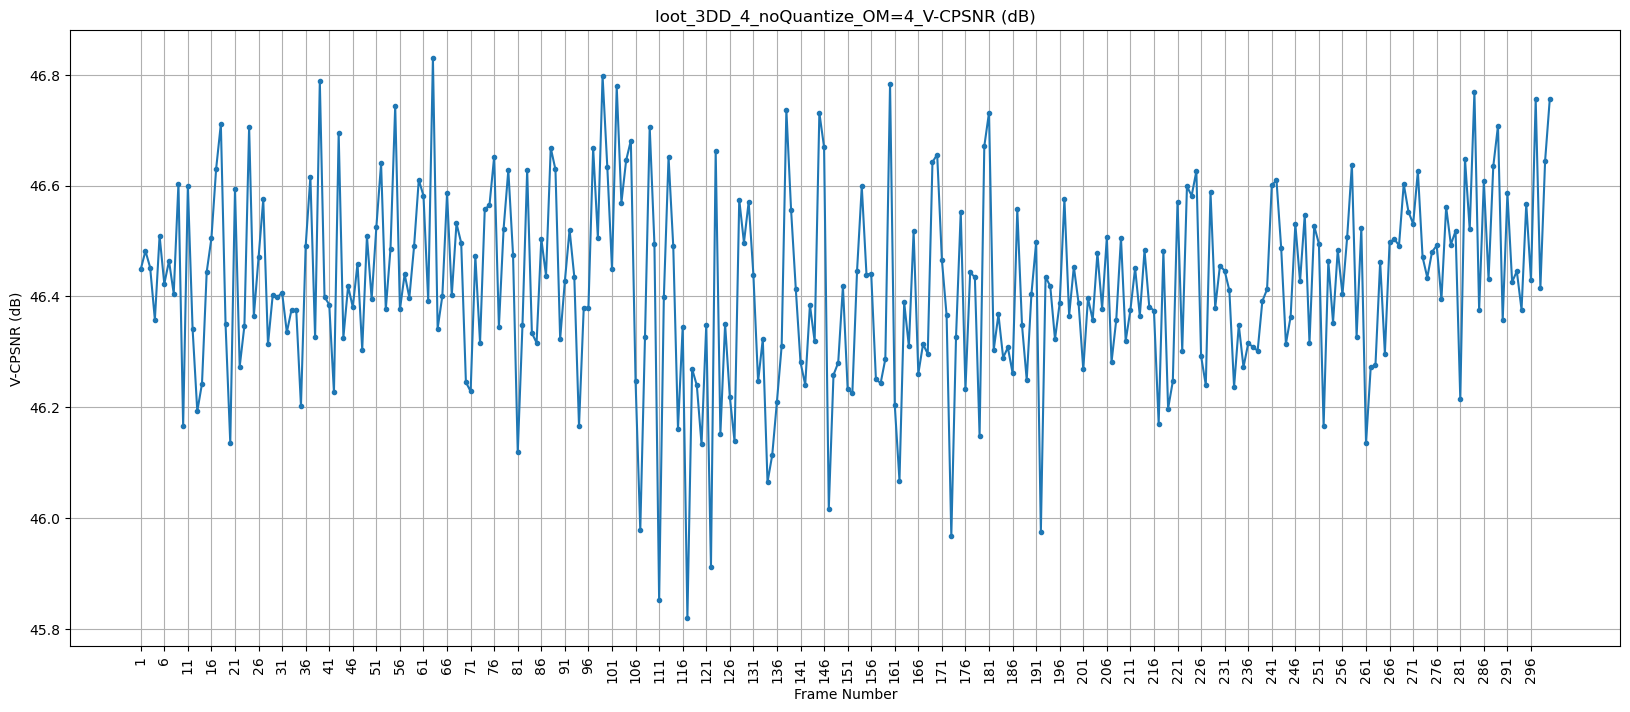 loot_3DD_4_noQuantize_OM=4_V-CPSNR (dB)
V-CPSNR (dB)
46.8
46.6
46.4
46.2
46.0
45.8
1 6 11 16 21 26 31 36 41 46 51 56 61 66 71 76 81 86 91 96 101 106 111 116 121 126 131 136 141 146 151 156 161 166 171 176 181 186 191 196 201 206 211 216 221 226 231 236 241 246 251 256 261 266 271 276 281 286 291 296
Frame Number